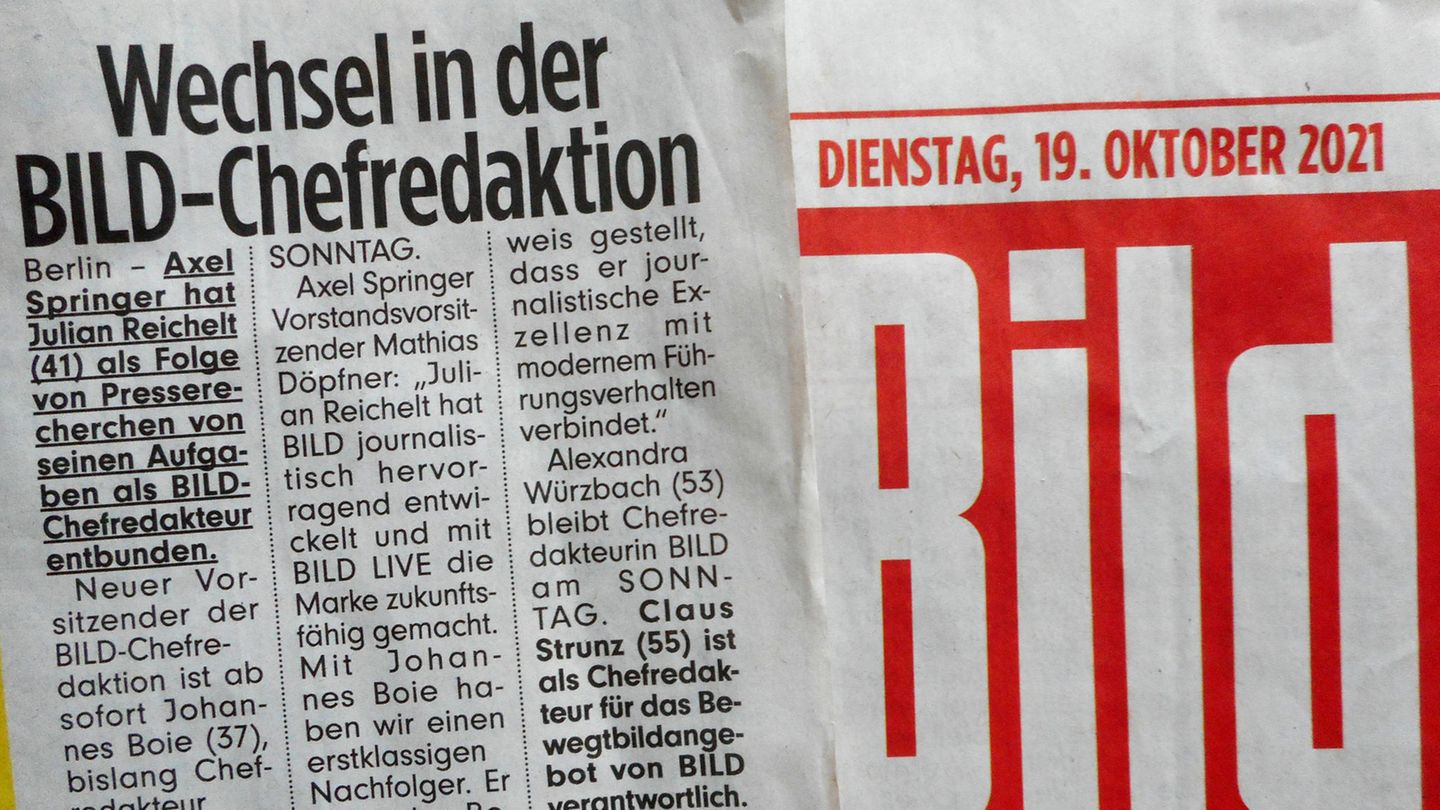 Wechsel in der
BILD-Chefredaktion
Berlin – Axel
Springer hat
Julian Reichelt
(41) als Folge
von Pressere-
cherchen von
seinen Aufga-
ben als BILD-
Chefredakteur
entbunden.
Neuer Vor-
sitzender der
BILD-Chefre-
daktion ist ab
sofort Johan-
nes Boie (37),
bislang Chef-
redakteur
SONNTAG.
Axel Springer
Vorstandsvorsit-
zender Mathias
Döpfner: „Juli-
an Reichelt hat
BILD journalis-
tisch hervor-
ragend entwi-
ckelt und mit
BILD LIVE die
Marke zukunfts-
fähig gemacht.
Mit Johan-
nes Boie ha-
ben wir einen
erstklassigen
Nachfolger. Er
weis gestellt,
dass er jour-
nalistische Ex-
zellenz mit
modernem Füh-
rungsverhalten
verbindet.“
Alexandra
Würzbach (53)
bleibt Chefre-
dakteurin BILD
am SONN-
TAG. Claus
Strunz (55) ist
als Chefredak-
teur für das Be-
wegtbildange-
bot von BILD
verantwortlich.
DIENSTAG, 19. OKTOBER 2021
Bild